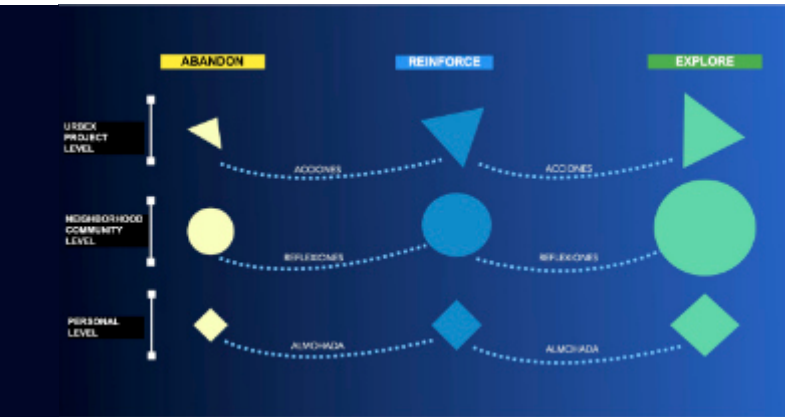 ABANDON REINFORCE EXPLORE
URBEX
PROJECT
LEVEL
ACCIONES ACCIONES
NEIGHBORHOOD
COMMUNITY
LEVEL
REFLEXIONES REFLEXIONES
PERSONAL
LEVEL
ALMOHADA ALMOHADA